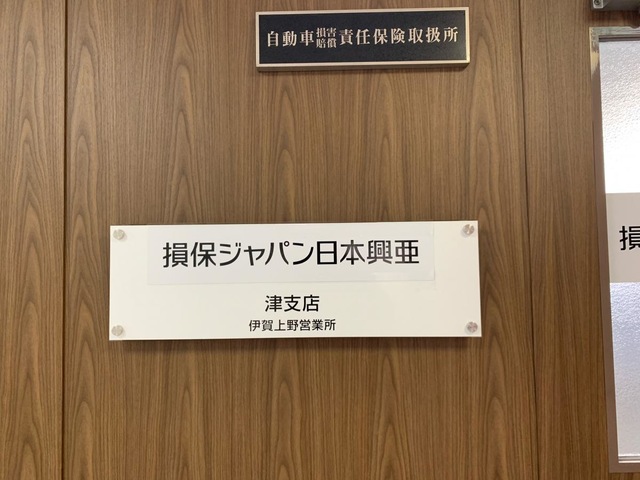 自動車損害賠償責任保険取扱所
損保ジャパン日本興亜
津支店
伊賀上野営業所
損